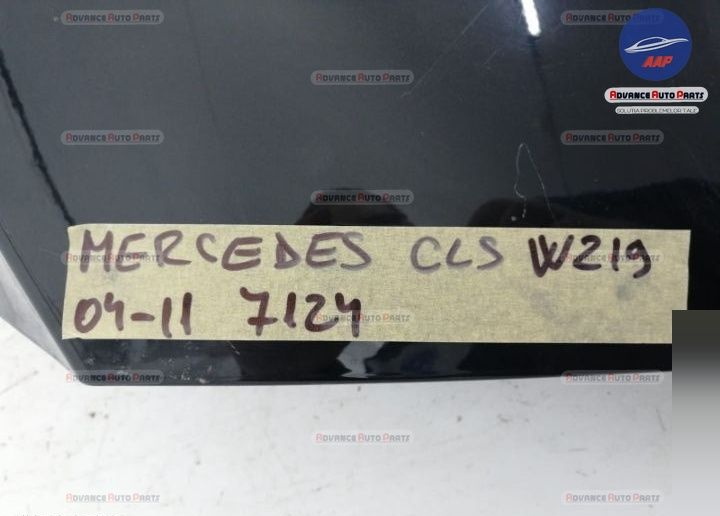 AAP
ADVANCE AUTO PARTS
SOLUTIA PROBLEMELOR TALE
MERCEDES CLS W219
04-11 7124